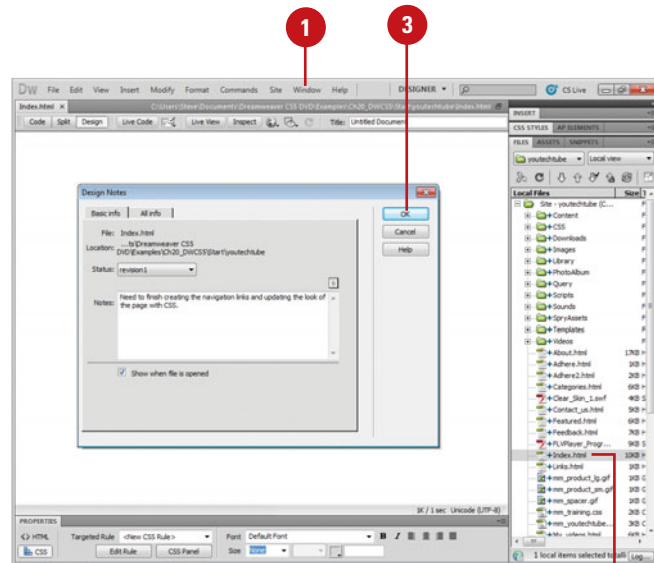 1
3
DW File Edit View Insert Modify Format Commands Site Window Help DESIGNER CS Live
Index.html C:\Users\Steve\Documents\Dreamweaver CSS DVD\Examples\Ch20_DWCS5\Start\youtechtube\Index.html
Code Split Design Live Code Live View Inspect Title: Untitled Document
INSERT
CSS STYLES AP ELEMENTS
FILES ASSETS SNIPPETS
youtechtube Local view
Local Files Size
Site - youtechtube (C...
Content
CSS
Downloads
Images
Library
PhotoAlbum
Query
Scripts
Sounds
SpryAssets
Templates
Videos
About.html 17KB
Adhere.html 1KB
Adhere2.html 2KB
Categories.html 6KB
Clear_Skin_1.swf 4KB S
Contact_us.html 5KB
Featured.html 6KB
Feedback.html 7KB
FLVPlayer_Progr... 9KB S
Index.html 10KB
Links.html 1KB
mm_product_lg.gif 1KB G
mm_product_sm.gif 1KB G
mm_spacer.gif 1KB G
mm_training.css 2KB C
mm_youtechtube... 3KB C
My_videos.html 6KB
1 local items selected Log...
Design Notes
Basic info All info
File: Index.html
Location: ...ts\Dreamweaver CSS
DVD\Examples\Ch20_DWCS5\Start\youtechtube
Status: revision1
Notes: Need to finish creating the navigation links and updating the look of
the page with CSS.
Show when file is opened
OK
Cancel
Help
1K / 1 sec Unicode (UTF-8)
PROPERTIES
<> HTML Targeted Rule <New CSS Rule> Font Default Font B I
CSS Edit Rule CSS Panel Size None